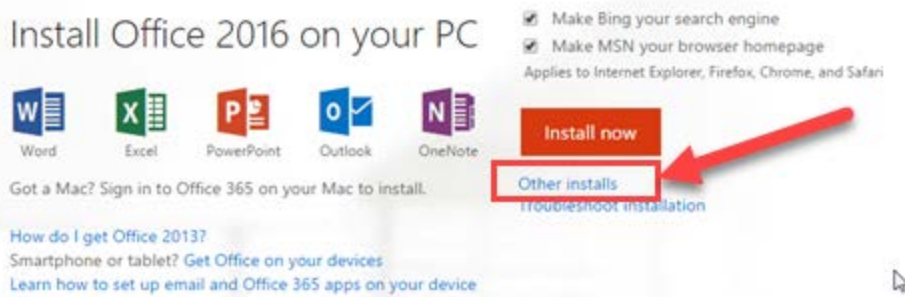 Install Office 2016 on your PC
Word
Excel
PowerPoint
Outlook
OneNote
Got a Mac? Sign in to Office 365 on your Mac to install.
How do I get Office 2013?
Smartphone or tablet? Get Office on your devices
Learn how to set up email and Office 365 apps on your device
Make Bing your search engine
Make MSN your browser homepage
Applies to Internet Explorer, Firefox, Chrome, and Safari
Install now
Other installs
Troubleshoot installation